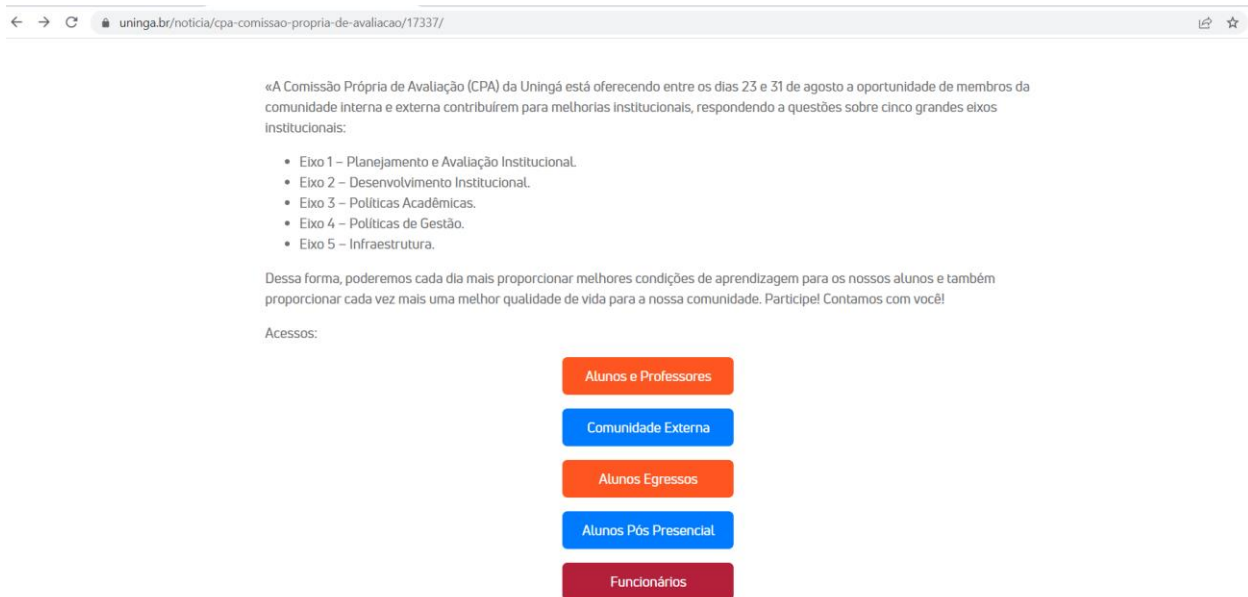 uninga.br/noticia/cpa-comissao-propria-de-avaliacao/17337/
«A Comissão Própria de Avaliação (CPA) da Uningá está oferecendo entre os dias 23 e 31 de agosto a oportunidade de membros da
comunidade interna e externa contribuírem para melhorias institucionais, respondendo a questões sobre cinco grandes eixos
institucionais:
• Eixo 1 – Planejamento e Avaliação Institucional.
• Eixo 2 – Desenvolvimento Institucional.
• Eixo 3 – Políticas Acadêmicas.
• Eixo 4 – Políticas de Gestão.
• Eixo 5 – Infraestrutura.
Dessa forma, poderemos cada dia mais proporcionar melhores condições de aprendizagem para os nossos alunos e também
proporcionar cada vez mais uma melhor qualidade de vida para a nossa comunidade. Participe! Contamos com você!
Acessos:
Alunos e Professores
Comunidade Externa
Alunos Egressos
Alunos Pós Presencial
Funcionários